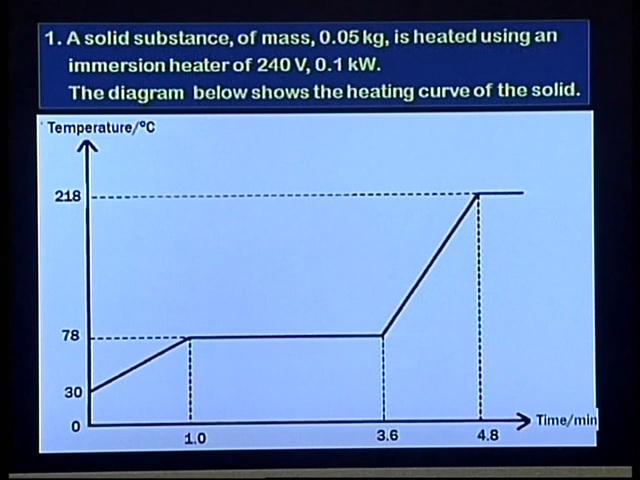 1. A solid substance, of mass, 0.05 kg, is heated using an
immersion heater of 240 V, 0.1 kW.
The diagram below shows the heating curve of the solid.
Temperature/ºC
218
78
30
0
1.0
3.6
4.8
Time/min